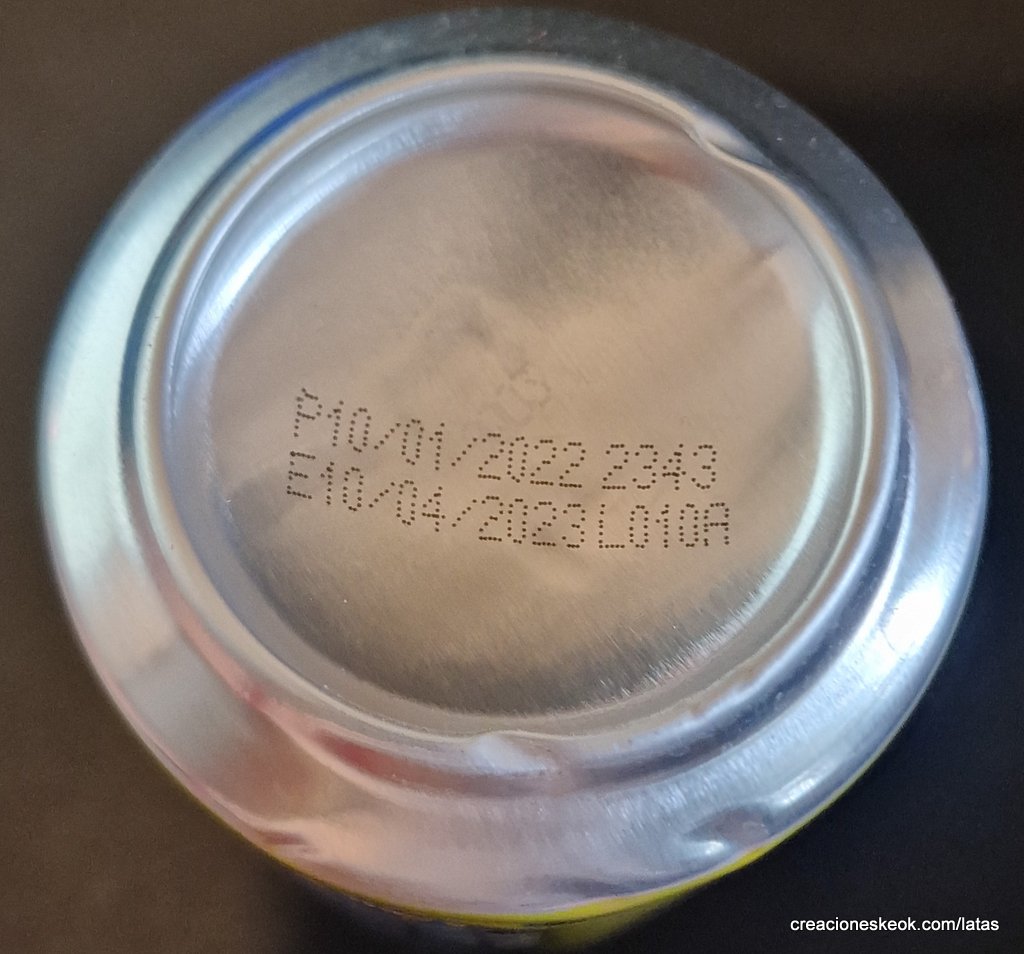 P10/01/2022 2343
E10/04/2023 L010A
creacioneskeok.com/latas